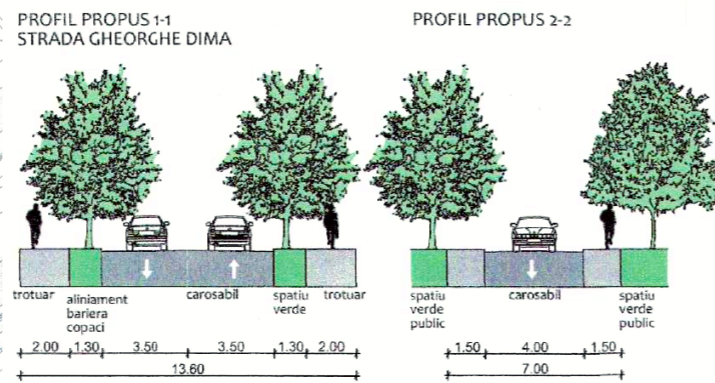 PROFIL PROPUS 1-1
STRADA GHEORGHE DIMA
trotuar
aliniament
bariera
copaci
carosabil
spatiu
verde
trotuar
2.00 1.30 3.50 3.50 1.30 2.00
13.60
PROFIL PROPUS 2-2
spatiu
verde
public
carosabil
spatiu
verde
public
1.50 4.00 1.50
7.00